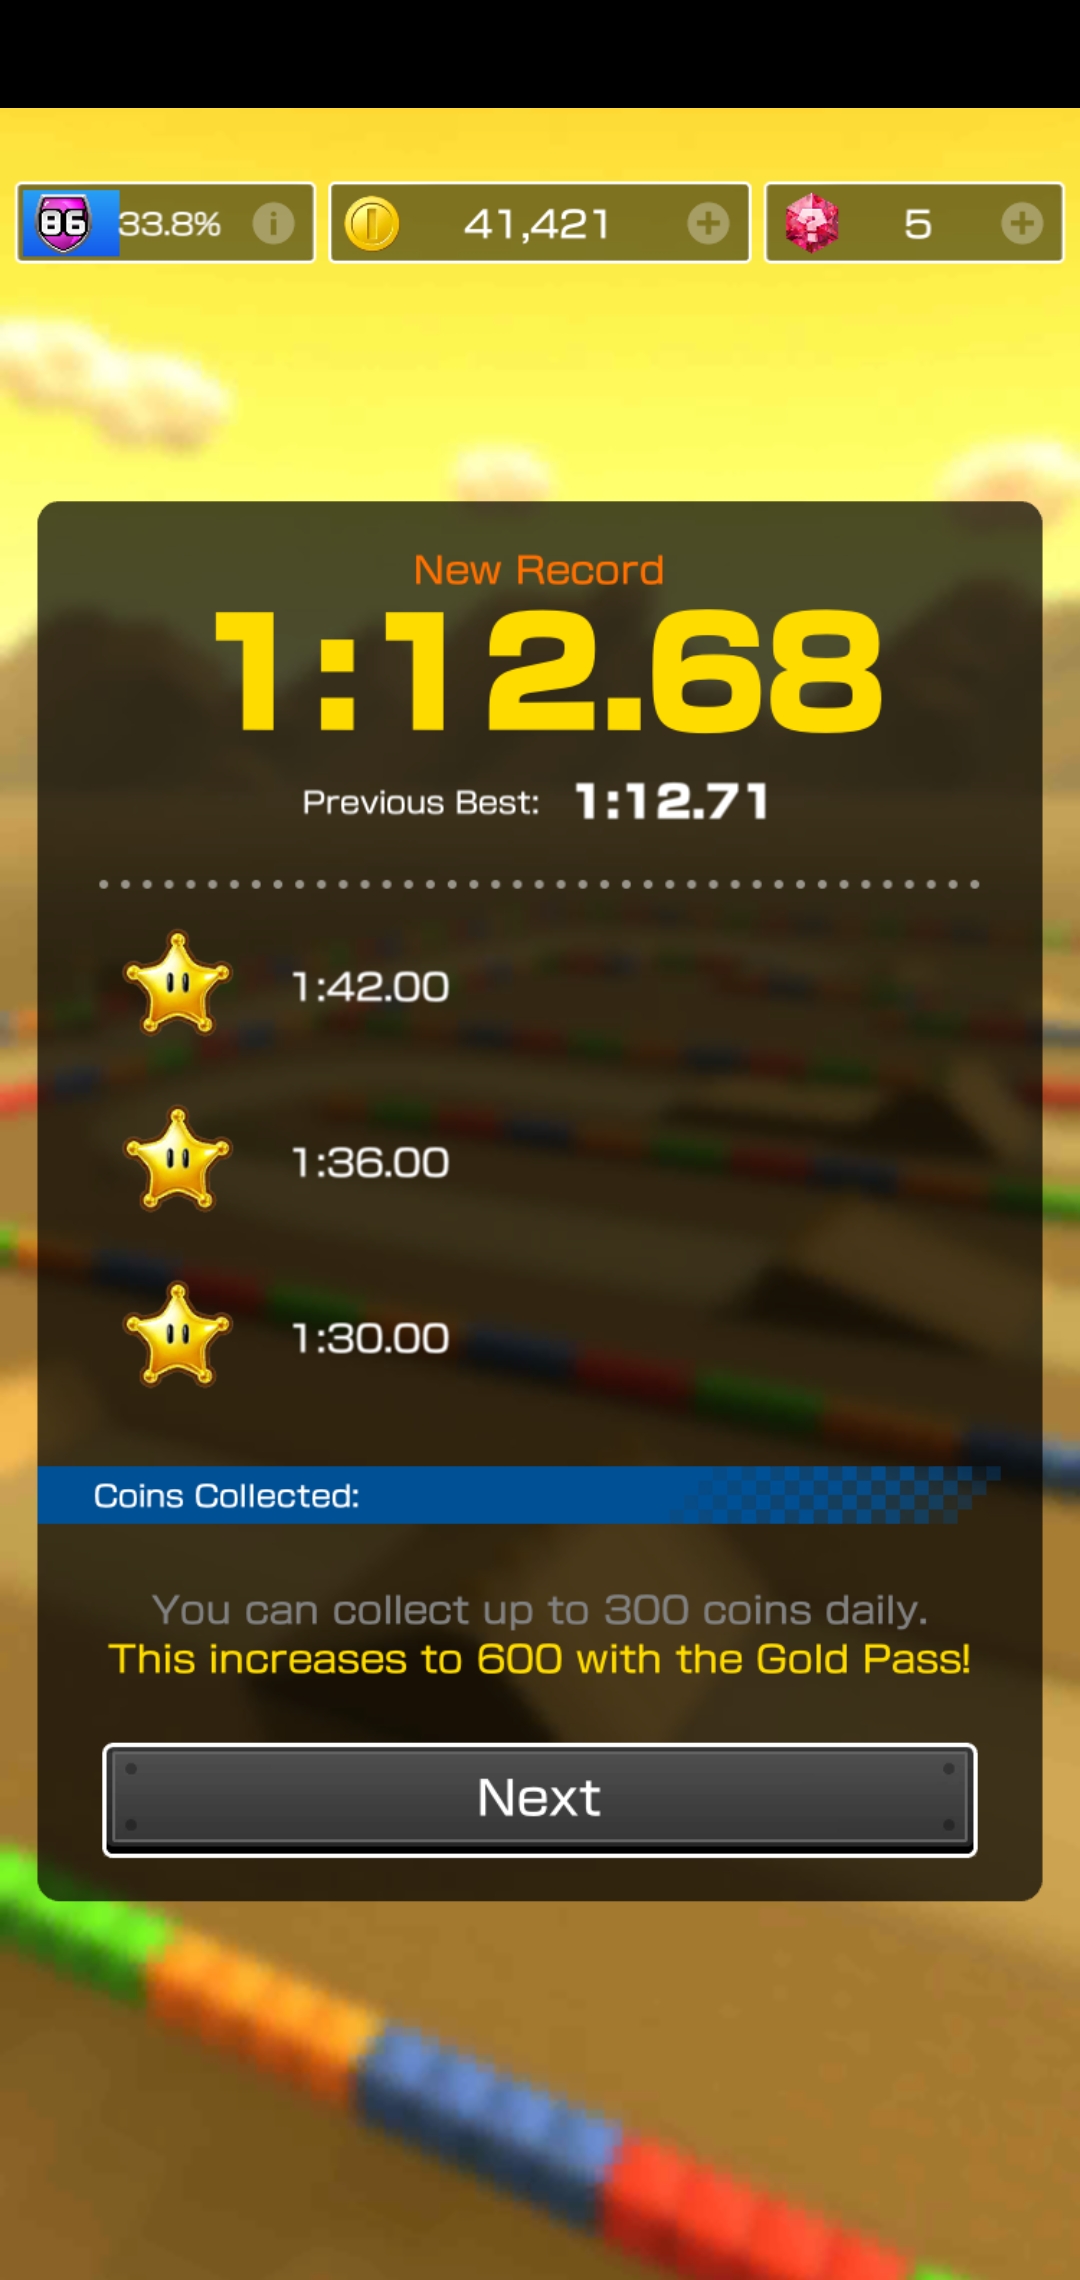 86 33.8% i 41,421 + ? 5 +
New Record
1:12.68
Previous Best: 1:12.71
1:42.00
1:36.00
1:30.00
Coins Collected:
You can collect up to 300 coins daily.
This increases to 600 with the Gold Pass!
Next